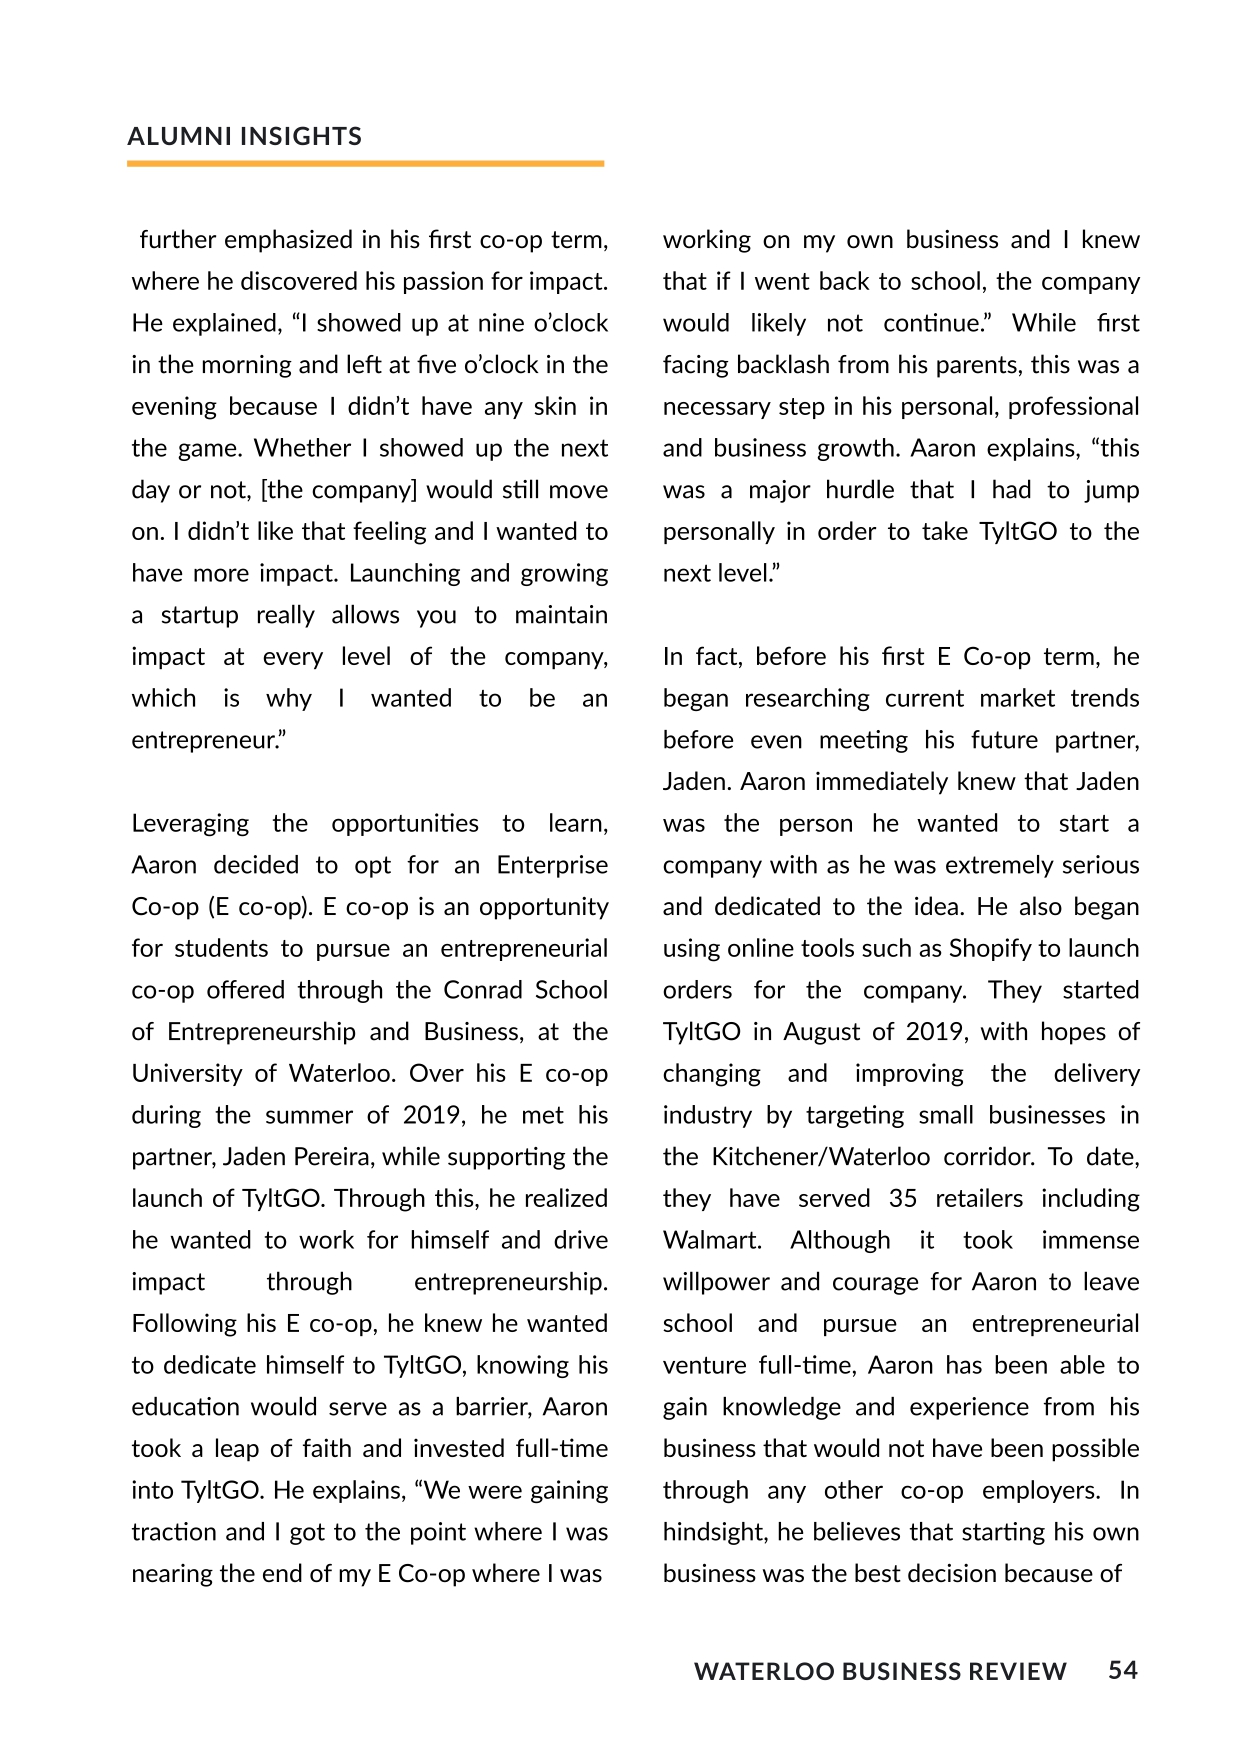 ALUMNI INSIGHTS
further emphasized in his first co-op term,
where he discovered his passion for impact.
He explained, “I showed up at nine o’clock
in the morning and left at five o’clock in the
evening because I didn’t have any skin in
the game. Whether I showed up the next
day or not, [the company] would still move
on. I didn’t like that feeling and I wanted to
have more impact. Launching and growing
a startup really allows you to maintain
impact at every level of the company,
which is why I wanted to be an
entrepreneur.”
Leveraging the opportunities to learn,
Aaron decided to opt for an Enterprise
Co-op (E co-op). E co-op is an opportunity
for students to pursue an entrepreneurial
co-op offered through the Conrad School
of Entrepreneurship and Business, at the
University of Waterloo. Over his E co-op
during the summer of 2019, he met his
partner, Jaden Pereira, while supporting the
launch of TyltGO. Through this, he realized
he wanted to work for himself and drive
impact through entrepreneurship.
Following his E co-op, he knew he wanted
to dedicate himself to TyltGO, knowing his
education would serve as a barrier, Aaron
took a leap of faith and invested full-time
into TyltGO. He explains, “We were gaining
traction and I got to the point where I was
nearing the end of my E Co-op where I was
working on my own business and I knew
that if I went back to school, the company
would likely not continue.” While first
facing backlash from his parents, this was a
necessary step in his personal, professional
and business growth. Aaron explains, “this
was a major hurdle that I had to jump
personally in order to take TyltGO to the
next level.”
In fact, before his first E Co-op term, he
began researching current market trends
before even meeting his future partner,
Jaden. Aaron immediately knew that Jaden
was the person he wanted to start a
company with as he was extremely serious
and dedicated to the idea. He also began
using online tools such as Shopify to launch
orders for the company. They started
TyltGO in August of 2019, with hopes of
changing and improving the delivery
industry by targeting small businesses in
the Kitchener/Waterloo corridor. To date,
they have served 35 retailers including
Walmart. Although it took immense
willpower and courage for Aaron to leave
school and pursue an entrepreneurial
venture full-time, Aaron has been able to
gain knowledge and experience from his
business that would not have been possible
through any other co-op employers. In
hindsight, he believes that starting his own
business was the best decision because of
WATERLOO BUSINESS REVIEW 54